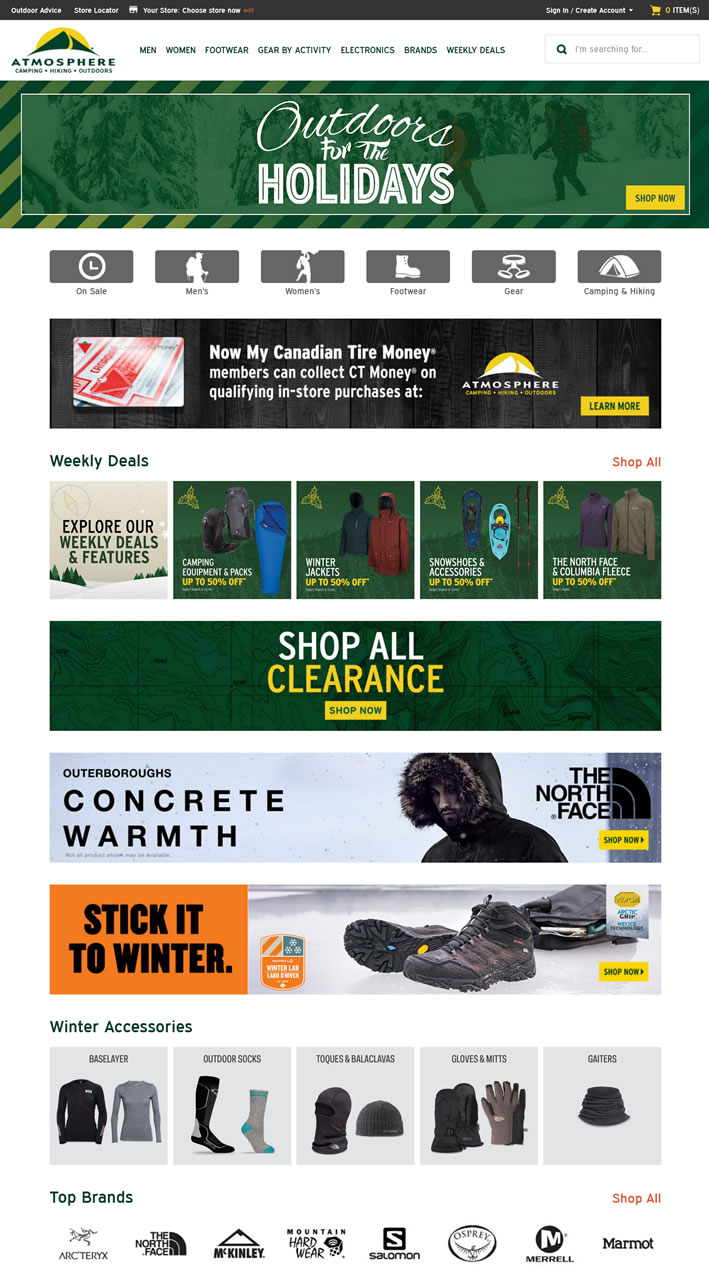 Outdoor Advice Store Locator Your Store: Choose store now edit Sign In / Create Account 0 ITEM(S)
ATMOSPHERE
CAMPING • HIKING • OUTDOORS
MEN WOMEN FOOTWEAR GEAR BY ACTIVITY ELECTRONICS BRANDS WEEKLY DEALS
I'm searching for...
Outdoors
for The
HOLIDAYS
SHOP NOW
On Sale Men's Women's Footwear Gear Camping & Hiking
Now My Canadian Tire Money®
members can collect CT Money® on
qualifying in-store purchases at:
ATMOSPHERE
CAMPING • HIKING • OUTDOORS
LEARN MORE
Weekly Deals
Shop All
EXPLORE OUR
WEEKLY DEALS
& FEATURES
CAMPING
EQUIPMENT & PACKS
UP TO 50% OFF*
WINTER
JACKETS
UP TO 50% OFF*
SNOWSHOES &
ACCESSORIES
UP TO 50% OFF*
THE NORTH FACE
& COLUMBIA FLEECE
UP TO 50% OFF*
SHOP ALL
CLEARANCE
SHOP NOW
OUTERBOROUGHS
CONCRETE
WARMTH
Not all product shown may be available.
THE
NORTH
FACE
SHOP NOW
STICK IT
TO WINTER.
WINTER LAB
LABO D'HIVER
vibram
ARCTIC
GRIP
WET ICE
TECHNOLOGY
SHOP NOW
Winter Accessories
BASELAYER
OUTDOOR SOCKS
TOQUES & BALACLAVAS
GLOVES & MITTS
GAITERS
Top Brands
Shop All
ARC'TERYX
THE
NORTH
FACE
McKINLEY.
MOUNTAIN
HARD
WEAR
S
SALOMON
OSPREY
M
MERRELL
Marmot